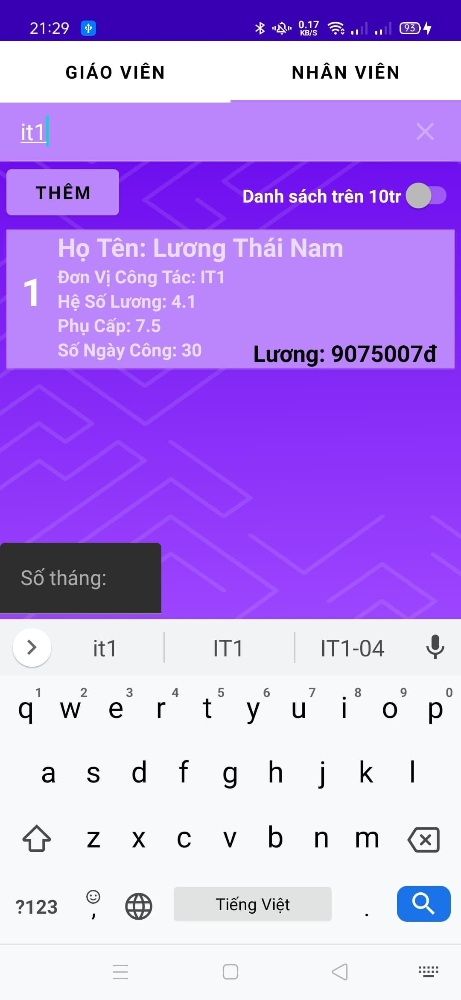 21:29 0.17 KB/S 93
GIÁO VIÊN NHÂN VIÊN
it1
THÊM Danh sách trên 10tr
Họ Tên: Lương Thái Nam
1
Đơn Vị Công Tác: IT1
Hệ Số Lương: 4.1
Phụ Cấp: 7.5
Số Ngày Công: 30
Lương: 9075007đ
Số tháng:
it1 IT1 IT1-04
1 2 3 4 5 6 7 8 9 0
q w e r t y u i o p
a s d f g h j k l
z x c v b n m
?123 , Tiếng Việt .